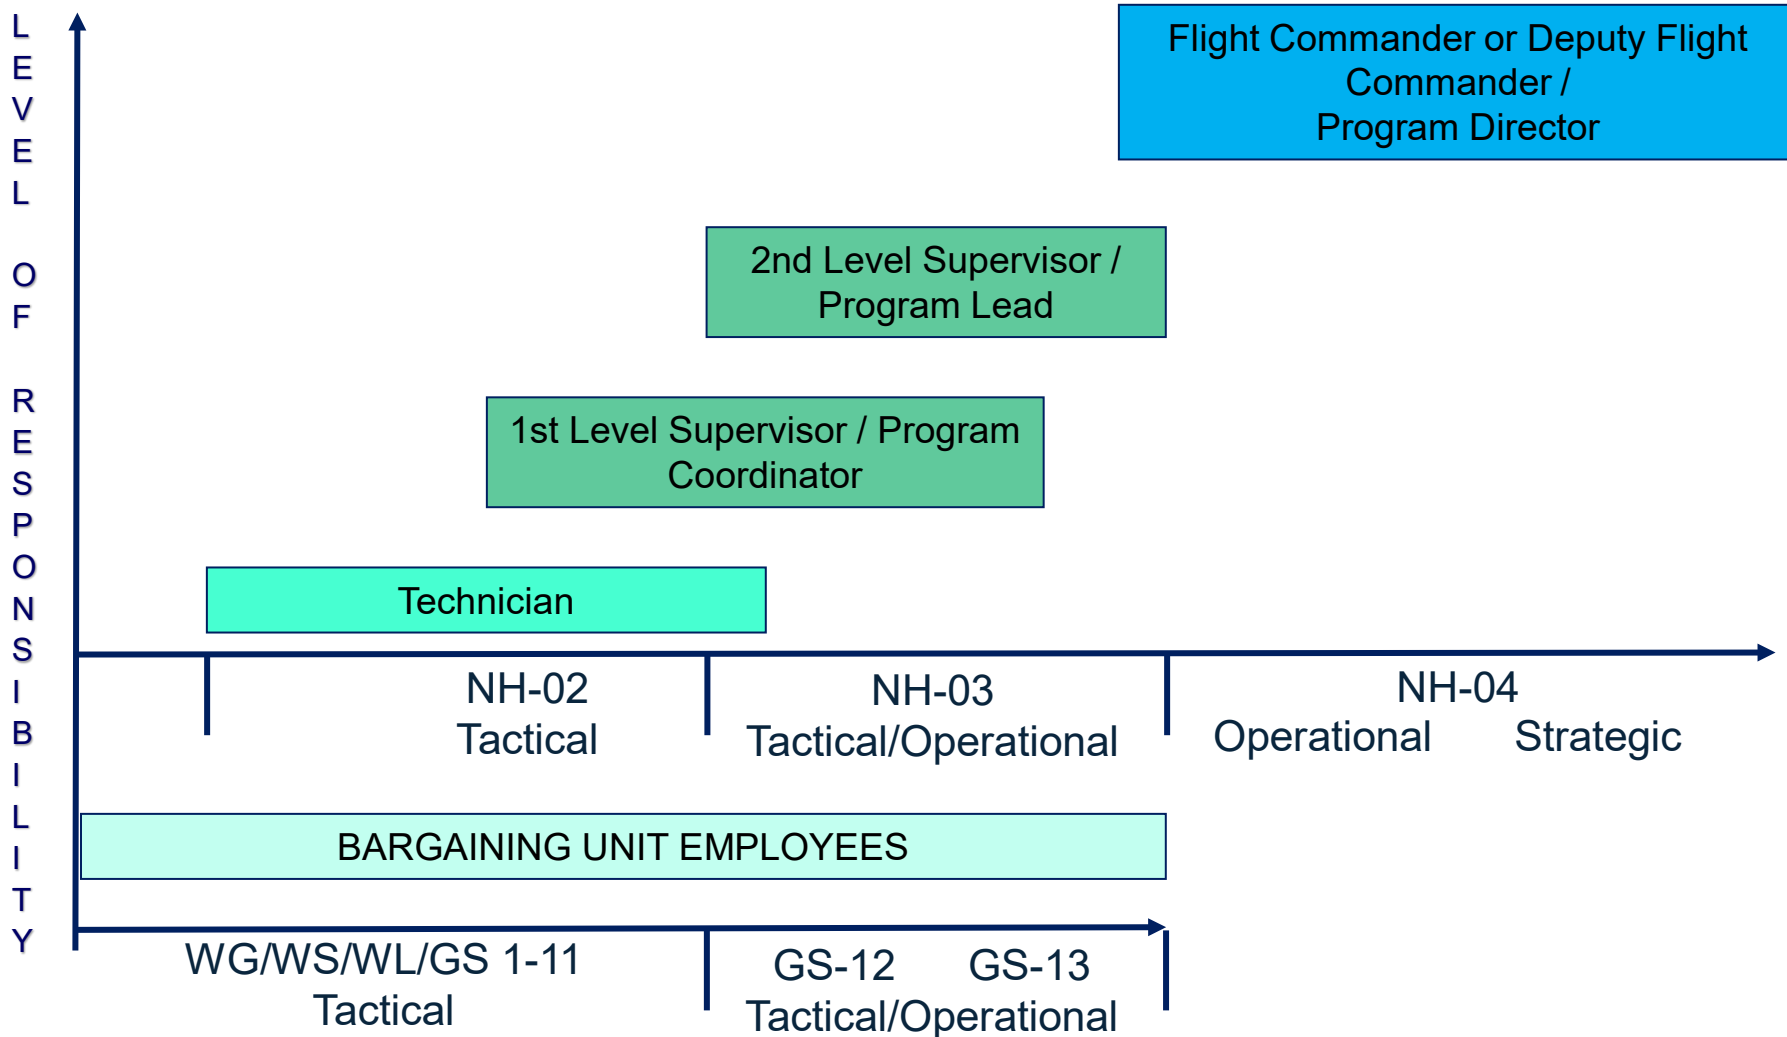 LEVEL OF RESPONSIBILITY
Flight Commander or Deputy Flight
Commander /
Program Director
2nd Level Supervisor /
Program Lead
1st Level Supervisor / Program
Coordinator
Technician
NH-02
Tactical
NH-03
Tactical/Operational
NH-04
Operational Strategic
BARGAINING UNIT EMPLOYEES
WG/WS/WL/GS 1-11
Tactical
GS-12 GS-13
Tactical/Operational